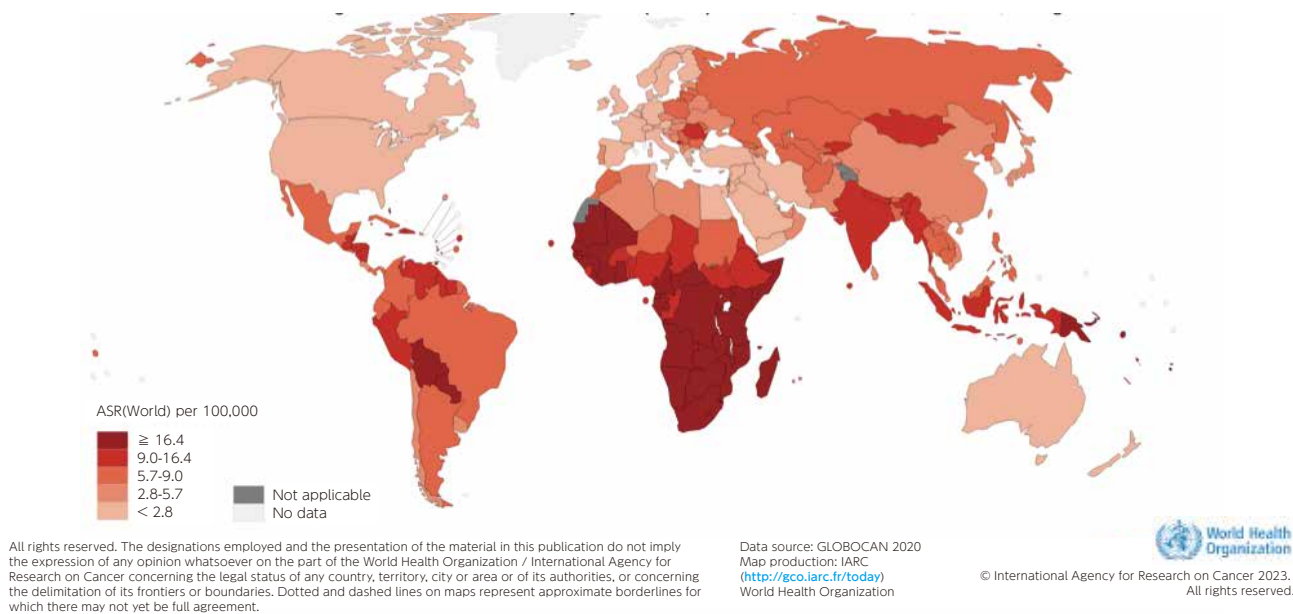 ASR(World) per 100,000
≧ 16.4
9.0-16.4
5.7-9.0
2.8-5.7
< 2.8
Not applicable
No data
All rights reserved. The designations employed and the presentation of the material in this publication do not imply
the expression of any opinion whatsoever on the part of the World Health Organization / International Agency for
Research on Cancer concerning the legal status of any country, territory, city or area or of its authorities, or concerning
the delimitation of its frontiers or boundaries. Dotted and dashed lines on maps represent approximate borderlines for
which there may not yet be full agreement.
Data source: GLOBOCAN 2020
Map production: IARC
(http://gco.iarc.fr/today)
World Health Organization
World Health
Organization
© International Agency for Research on Cancer 2023.
All rights reserved.